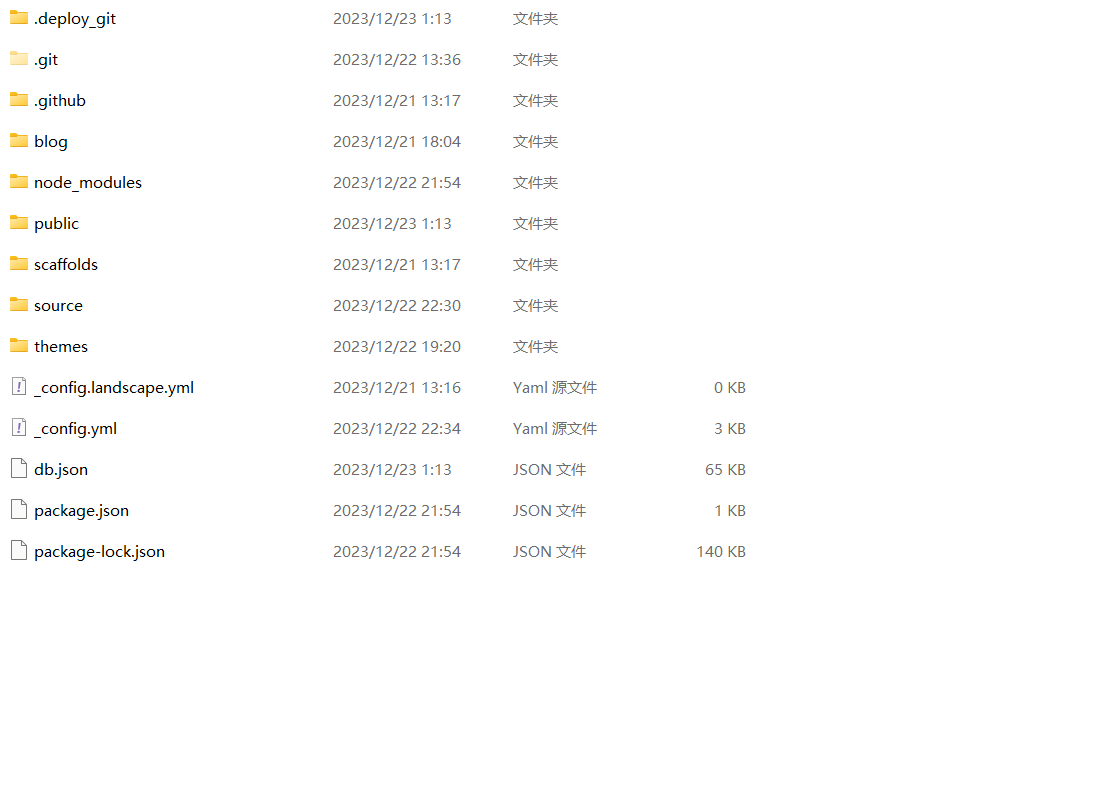 .deploy_git 2023/12/23 1:13 文件夹
.git 2023/12/22 13:36 文件夹
.github 2023/12/21 13:17 文件夹
blog 2023/12/21 18:04 文件夹
node_modules 2023/12/22 21:54 文件夹
public 2023/12/23 1:13 文件夹
scaffolds 2023/12/21 13:17 文件夹
source 2023/12/22 22:30 文件夹
themes 2023/12/22 19:20 文件夹
_config.landscape.yml 2023/12/21 13:16 Yaml 源文件 0 KB
_config.yml 2023/12/22 22:34 Yaml 源文件 3 KB
db.json 2023/12/23 1:13 JSON 文件 65 KB
package.json 2023/12/22 21:54 JSON 文件 1 KB
package-lock.json 2023/12/22 21:54 JSON 文件 140 KB